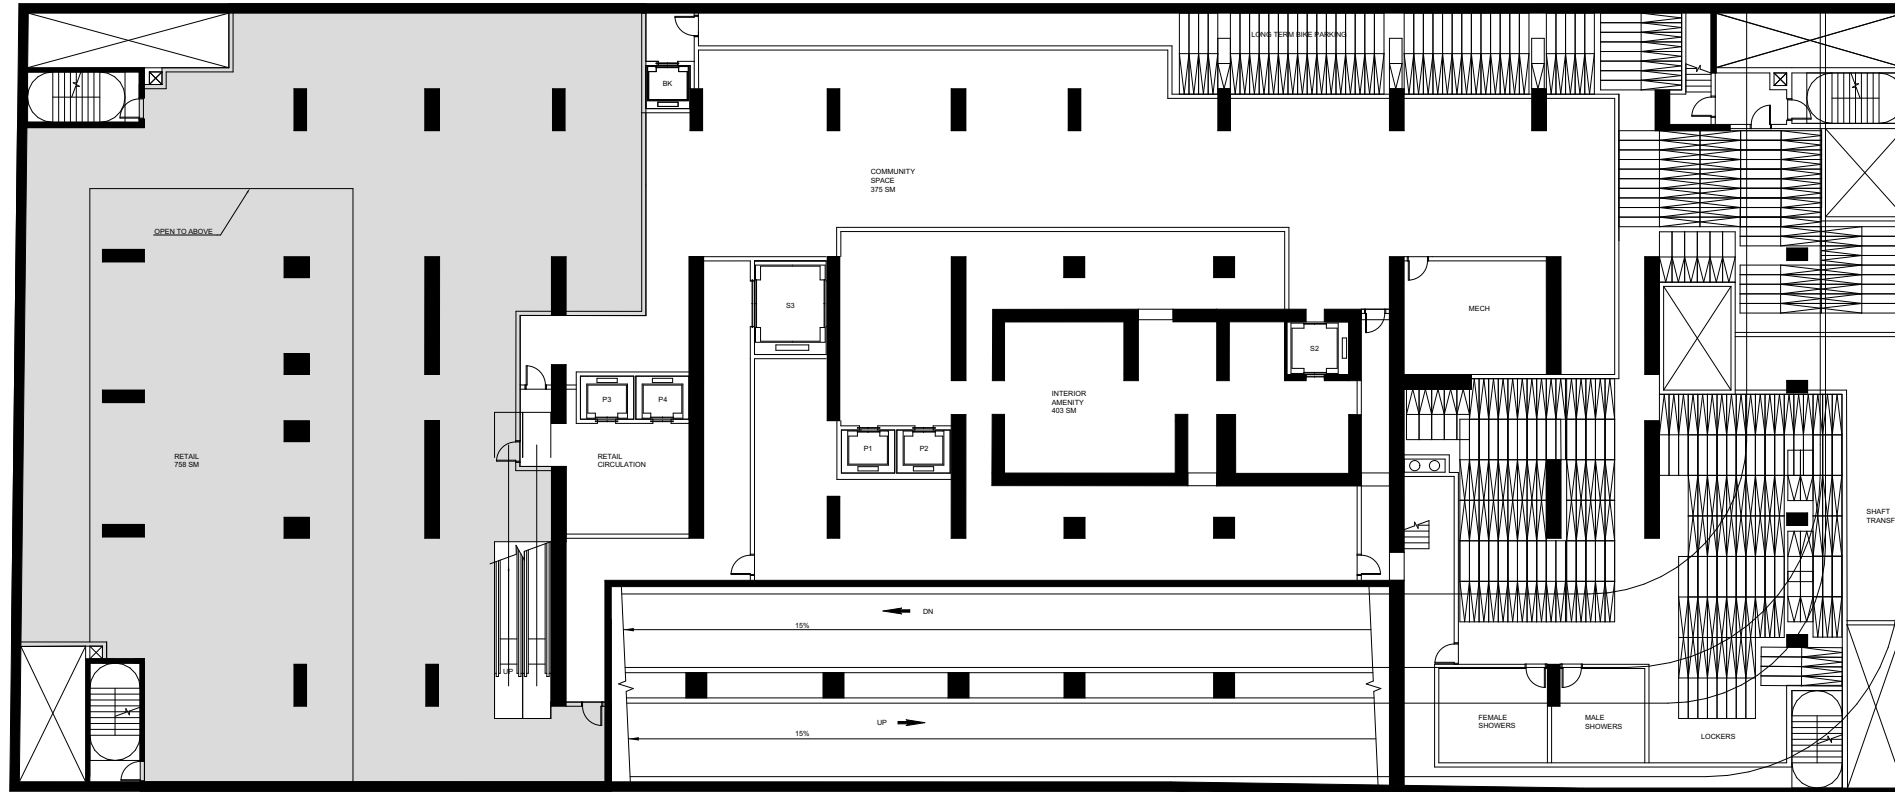 LONG TERM BIKE PARKING
BK
COMMUNITY
SPACE
375 SM
OPEN TO ABOVE
S3
MECH
S2
P3
P4
INTERIOR
AMENITY
403 SM
P1
P2
RETAIL
758 SM
RETAIL
CIRCULATION
SHAFT
TRANSF
DN
15%
UP
UP
15%
FEMALE
SHOWERS
MALE
SHOWERS
LOCKERS